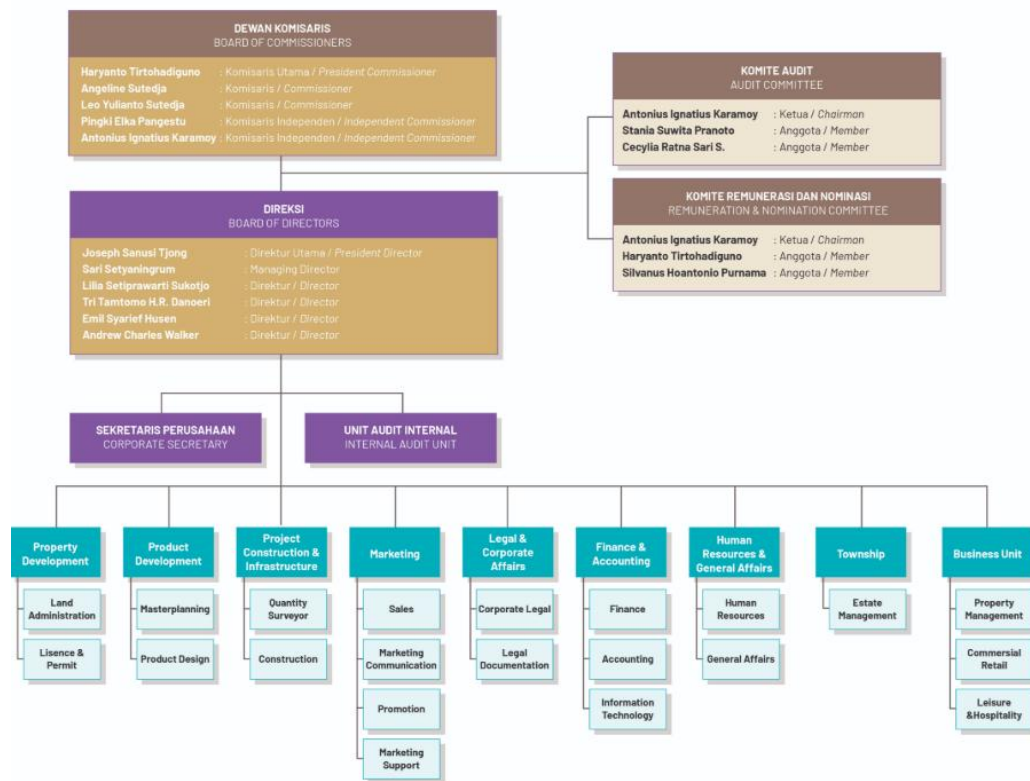 DEWAN KOMISARIS
BOARD OF COMMISSIONERS
Haryanto Tirtohadiguno : Komisaris Utama / President Commissioner
Angeline Sutedja : Komisaris / Commissioner
Leo Yulianto Sutedja : Komisaris / Commissioner
Pingki Elka Pangestu : Komisaris Independen / Independent Commissioner
Antonius Ignatius Karamoy : Komisaris Independen / Independent Commissioner
KOMITE AUDIT
AUDIT COMMITTEE
Antonius Ignatius Karamoy : Ketua / Chairman
Stania Suwita Pranoto : Anggota / Member
Cecylia Ratna Sari S. : Anggota / Member
KOMITE REMUNERASI DAN NOMINASI
REMUNERATION & NOMINATION COMMITTEE
Antonius Ignatius Karamoy : Ketua / Chairman
Haryanto Tirtohadiguno : Anggota / Member
Silvanus Hoantonio Purnama : Anggota / Member
DIREKSI
BOARD OF DIRECTORS
Joseph Sanusi Tjong : Direktur Utama / President Director
Sari Setyaningrum : Managing Director
Lilia Setiprawarti Sukotjo : Direktur / Director
Tri Tamtomo H.R. Danoeri : Direktur / Director
Emil Syarief Husen : Direktur / Director
Andrew Charles Walker : Direktur / Director
SEKRETARIS PERUSAHAAN
CORPORATE SECRETARY
UNIT AUDIT INTERNAL
INTERNAL AUDIT UNIT
Property
Development
Land
Administration
Lisence &
Permit
Product
Development
Masterplanning
Product Design
Project
Construction &
Infrastructure
Quantity
Surveyor
Construction
Marketing
Sales
Marketing
Communication
Promotion
Marketing
Support
Legal &
Corporate
Affairs
Corporate Legal
Legal
Documentation
Finance &
Accounting
Finance
Accounting
Information
Technology
Human
Resources &
General Affairs
Human
Resources
General Affairs
Township
Estate
Management
Business Unit
Property
Management
Commersial
Retail
Leisure
&Hospitality